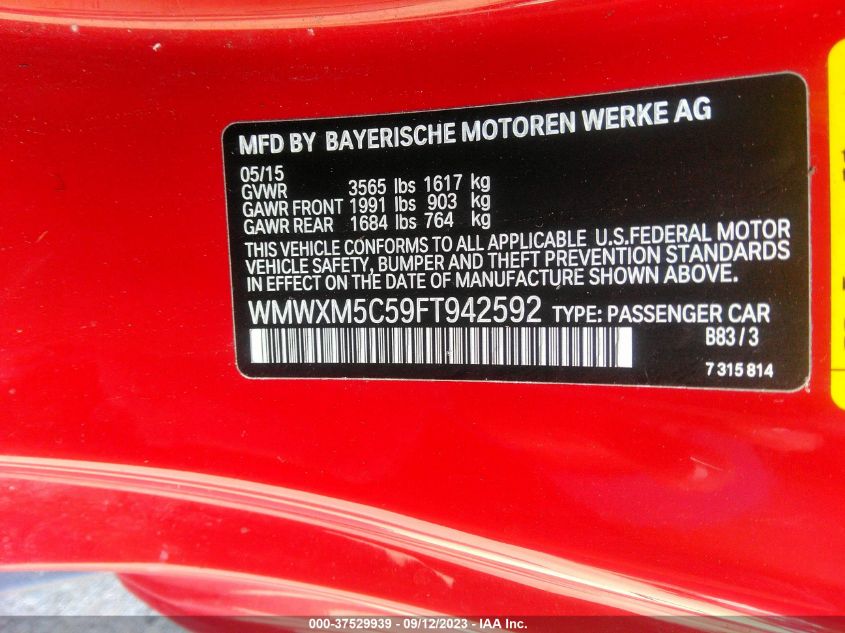 MFD BY BAYERISCHE MOTOREN WERKE AG
05/15
GVWR 3565 lbs 1617 kg
GAWR FRONT 1991 lbs 903 kg
GAWR REAR 1684 lbs 764 kg
THIS VEHICLE CONFORMS TO ALL APPLICABLE U.S.FEDERAL MOTOR
VEHICLE SAFETY, BUMPER AND THEFT PREVENTION STANDARDS
IN EFFECT ON THE DATE OF MANUFACTURE SHOWN ABOVE.
WMWXM5C59FT942592 TYPE: PASSENGER CAR
B83/3
7 315 814
000-37529939 - 09/12/2023 - IAA Inc.